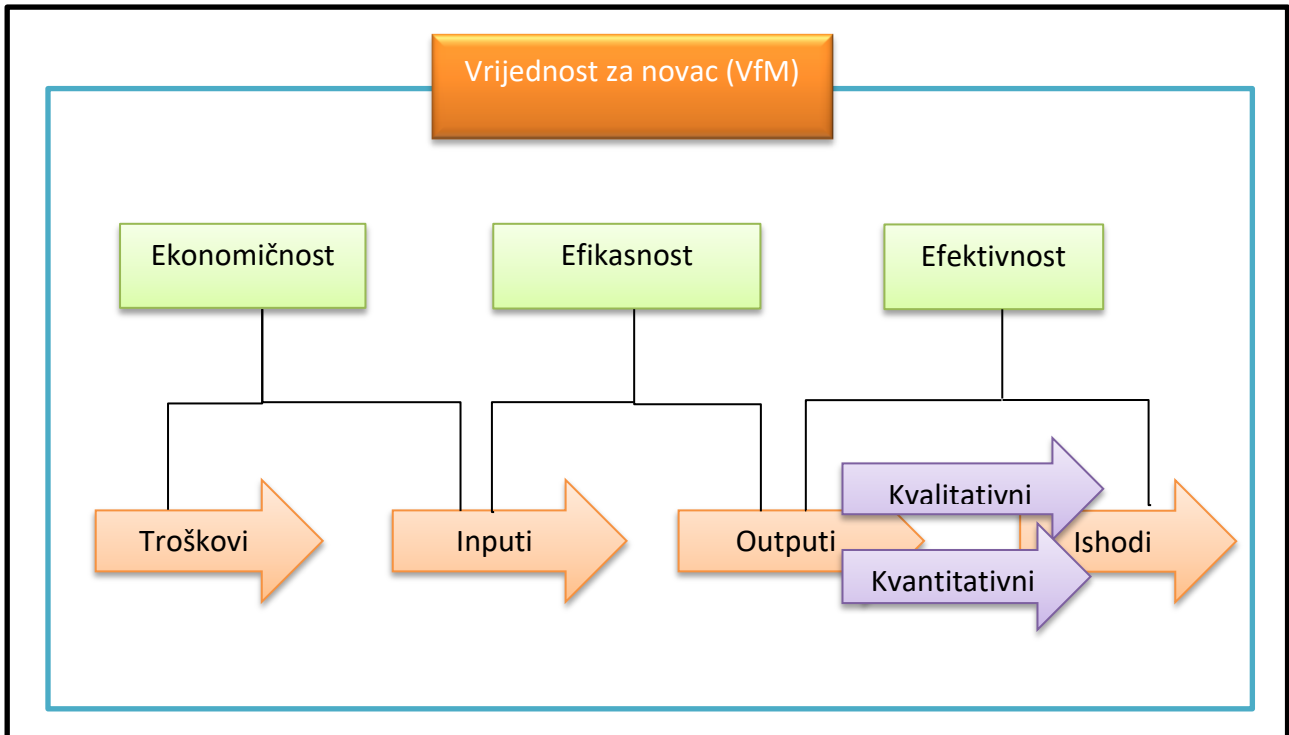 Vrijednost za novac (VfM)
Ekonomičnost
Efikasnost
Efektivnost
Troškovi
Inputi
Outputi
Kvalitativni
Kvantitativni
Ishodi